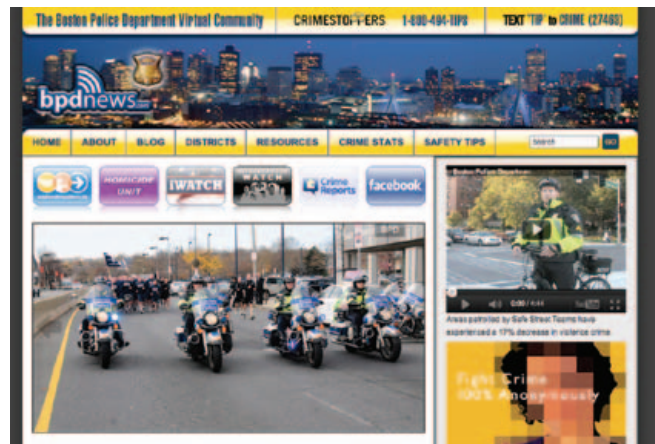 The Boston Police Department Virtual Community
CRIMESTOPPERS 1-800-494-TIPS
TEXT 'TIP' to CRIME (27463)
bpdnews
HOME ABOUT BLOG DISTRICTS RESOURCES CRIME STATS SAFETY TIPS
Search GO
HOMICIDE
UNIT
iWATCH
WATCH
Crime
Reports
facebook
Boston Police Department
0:00 / 4:44
Areas patrolled by Safe Street Teams have
experienced a 17% decrease in violence crime
Fight Crime
100% Anonymously